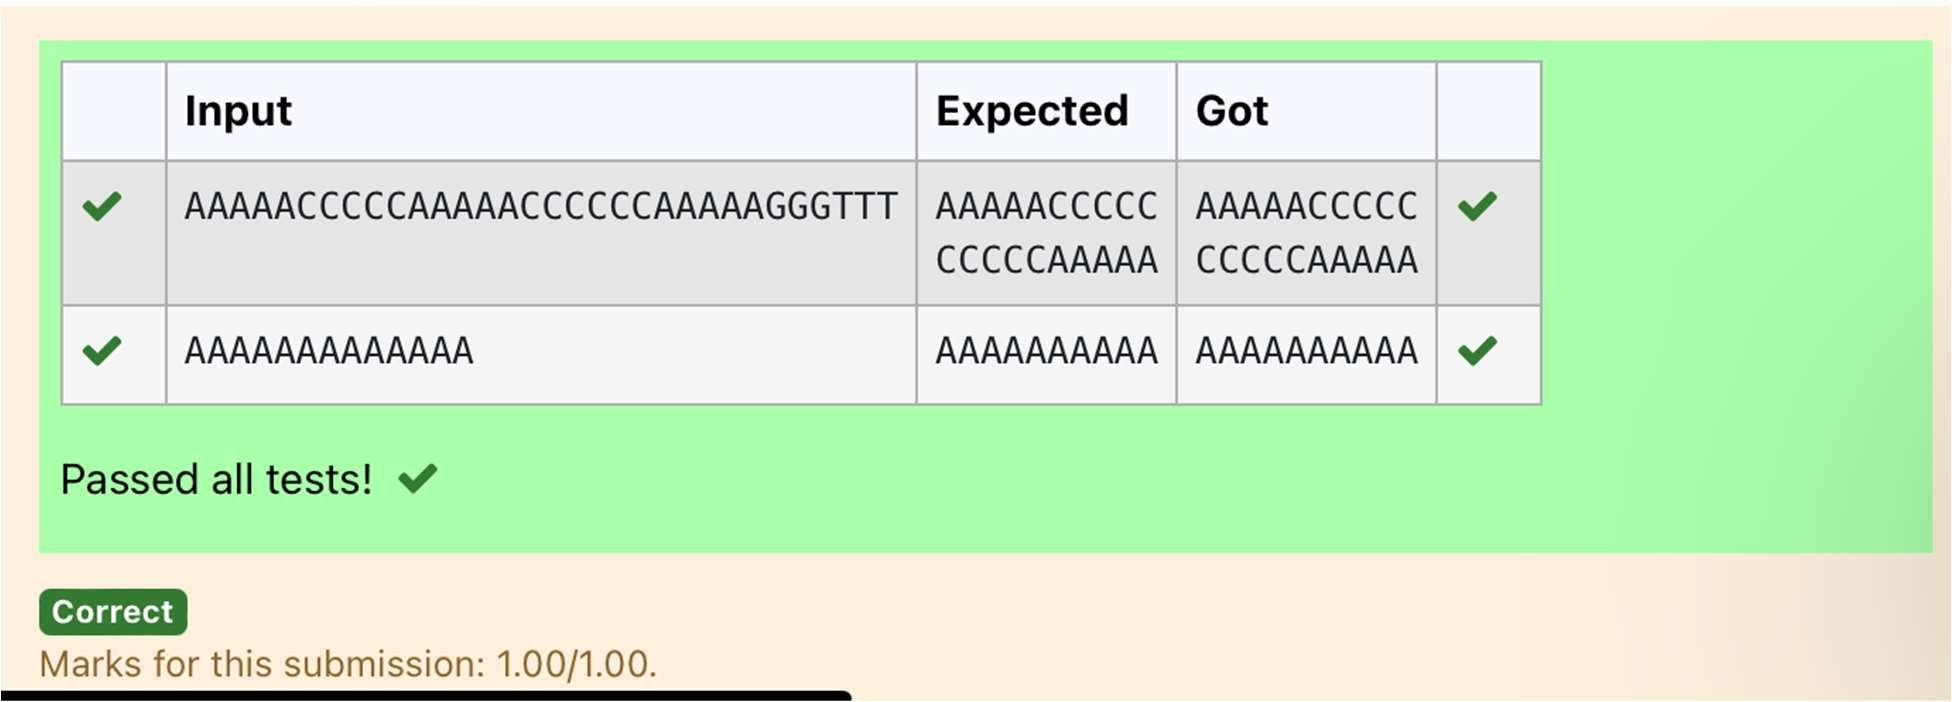 Input Expected Got
AAAAACCCCCAAAAACCCCCCAAAAAGGGTTT AAAAACCCCC AAAAACCCCC
CCCCCAAAAA CCCCCAAAAA
AAAAAAAAAAAAA AAAAAAAAAA AAAAAAAAAA
Passed all tests!
Correct
Marks for this submission: 1.00/1.00.